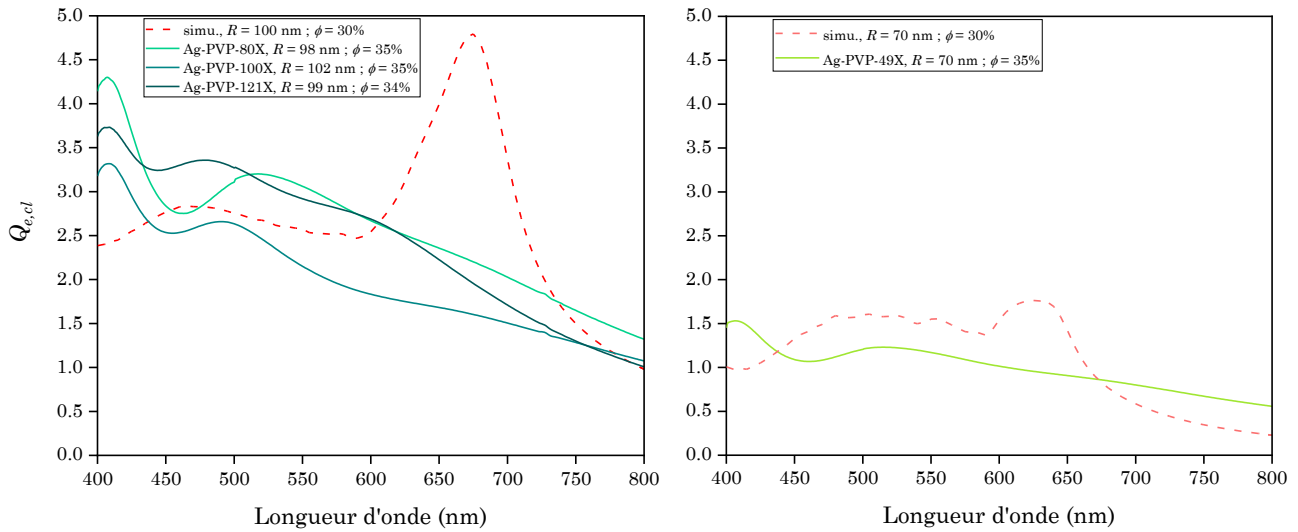 simu., R = 100 nm ; ϕ = 30%
Ag-PVP-80X, R = 98 nm ; ϕ = 35%
Ag-PVP-100X, R = 102 nm ; ϕ = 35%
Ag-PVP-121X, R = 99 nm ; ϕ = 34%
5.0
4.5
4.0
3.5
3.0
2.5
2.0
1.5
1.0
0.5
0.0
Q_{e,cl}
400 450 500 550 600 650 700 750 800
Longueur d'onde (nm)
simu., R = 70 nm ; ϕ = 30%
Ag-PVP-49X, R = 70 nm ; ϕ = 35%
5.0
4.5
4.0
3.5
3.0
2.5
2.0
1.5
1.0
0.5
0.0
400 450 500 550 600 650 700 750 800
Longueur d'onde (nm)